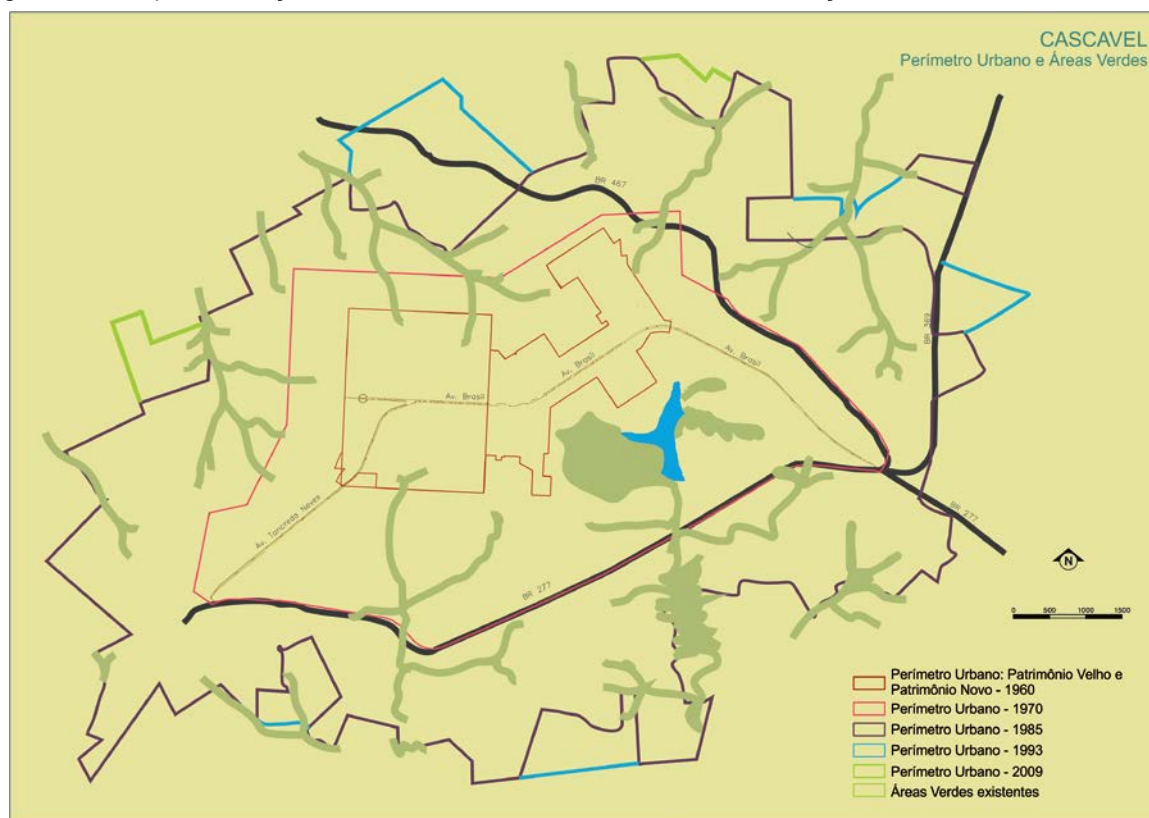 CASCAVEL
Perímetro Urbano e Áreas Verdes
BR 467
BR 369
Av. Brasil
Av. Brasil
Av. Brasil
Av. Tancredo Neves
BR 277
BR 277
N
0 500 1000 1500
Perímetro Urbano: Patrimônio Velho e
Patrimônio Novo - 1960
Perímetro Urbano - 1970
Perímetro Urbano - 1985
Perímetro Urbano - 1993
Perímetro Urbano - 2009
Áreas Verdes existentes